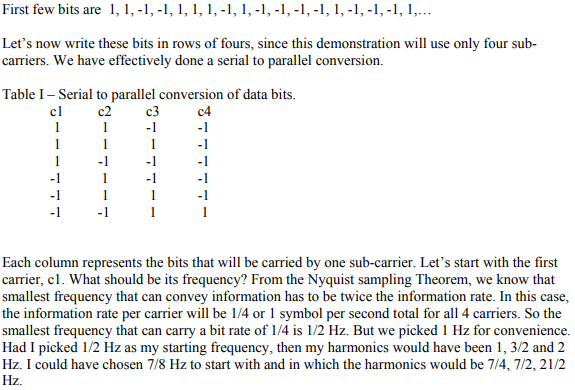 First few bits are 1, 1, -1, -1, 1, 1, 1, -1, 1, -1, -1, -1, -1, 1, -1, -1, -1, 1,…
Let’s now write these bits in rows of fours, since this demonstration will use only four sub-
carriers. We have effectively done a serial to parallel conversion.
Table I – Serial to parallel conversion of data bits.
c1 c2 c3 c4
1 1 -1 -1
1 1 1 -1
1 -1 -1 -1
-1 1 -1 -1
-1 1 1 -1
-1 -1 1 1
Each column represents the bits that will be carried by one sub-carrier. Let’s start with the first
carrier, c1. What should be its frequency? From the Nyquist sampling Theorem, we know that
smallest frequency that can convey information has to be twice the information rate. In this case,
the information rate per carrier will be 1/4 or 1 symbol per second total for all 4 carriers. So the
smallest frequency that can carry a bit rate of 1/4 is 1/2 Hz. But we picked 1 Hz for convenience.
Had I picked 1/2 Hz as my starting frequency, then my harmonics would have been 1, 3/2 and 2
Hz. I could have chosen 7/8 Hz to start with and in which the harmonics would be 7/4, 7/2, 21/2
Hz.